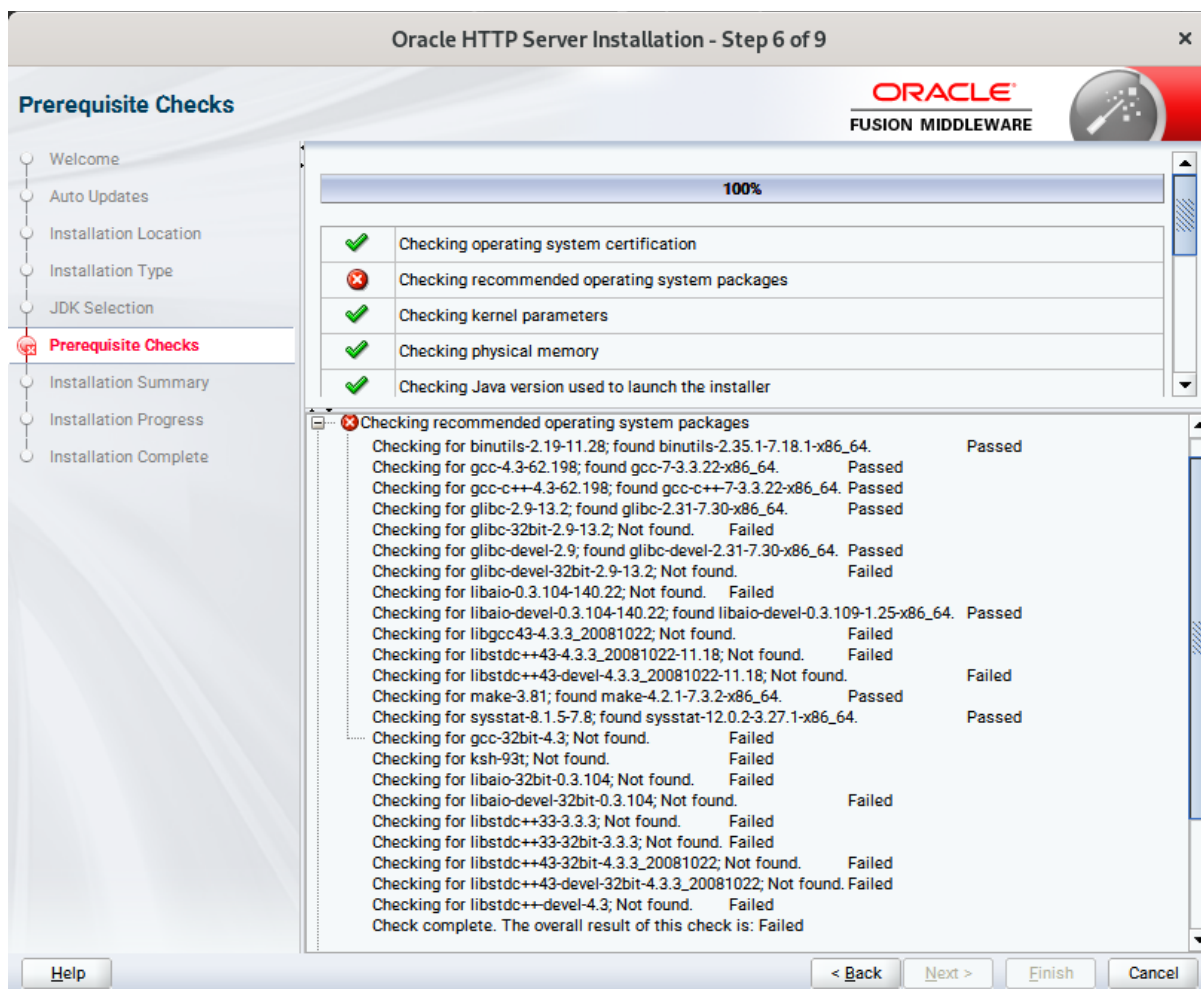 Oracle HTTP Server Installation - Step 6 of 9
Prerequisite Checks
ORACLE
FUSION MIDDLEWARE
Welcome
Auto Updates
Installation Location
Installation Type
JDK Selection
Prerequisite Checks
Installation Summary
Installation Progress
Installation Complete
100%
Checking operating system certification
Checking recommended operating system packages
Checking kernel parameters
Checking physical memory
Checking Java version used to launch the installer
Checking recommended operating system packages
Checking for binutils-2.19-11.28; found binutils-2.35.1-7.18.1-x86_64. Passed
Checking for gcc-4.3-62.198; found gcc-7-3.3.22-x86_64. Passed
Checking for gcc-c++-4.3-62.198; found gcc-c++-7-3.3.22-x86_64. Passed
Checking for glibc-2.9-13.2; found glibc-2.31-7.30-x86_64. Passed
Checking for glibc-32bit-2.9-13.2; Not found. Failed
Checking for glibc-devel-2.9; found glibc-devel-2.31-7.30-x86_64. Passed
Checking for glibc-devel-32bit-2.9-13.2; Not found. Failed
Checking for libaio-0.3.104-140.22; Not found. Failed
Checking for libaio-devel-0.3.104-140.22; found libaio-devel-0.3.109-1.25-x86_64. Passed
Checking for libgcc43-4.3.3_20081022; Not found. Failed
Checking for libstdc++43-4.3.3_20081022-11.18; Not found. Failed
Checking for libstdc++43-devel-4.3.3_20081022-11.18; Not found. Failed
Checking for make-3.81; found make-4.2.1-7.3.2-x86_64. Passed
Checking for sysstat-8.1.5-7.8; found sysstat-12.0.2-3.27.1-x86_64. Passed
Checking for gcc-32bit-4.3; Not found. Failed
Checking for ksh-93t; Not found. Failed
Checking for libaio-32bit-0.3.104; Not found. Failed
Checking for libaio-devel-32bit-0.3.104; Not found. Failed
Checking for libstdc++33-3.3.3; Not found. Failed
Checking for libstdc++33-32bit-3.3.3; Not found. Failed
Checking for libstdc++43-32bit-4.3.3_20081022; Not found. Failed
Checking for libstdc++43-devel-32bit-4.3.3_20081022; Not found. Failed
Checking for libstdc++-devel-4.3; Not found. Failed
Check complete. The overall result of this check is: Failed
Help
< Back
Next >
Finish
Cancel